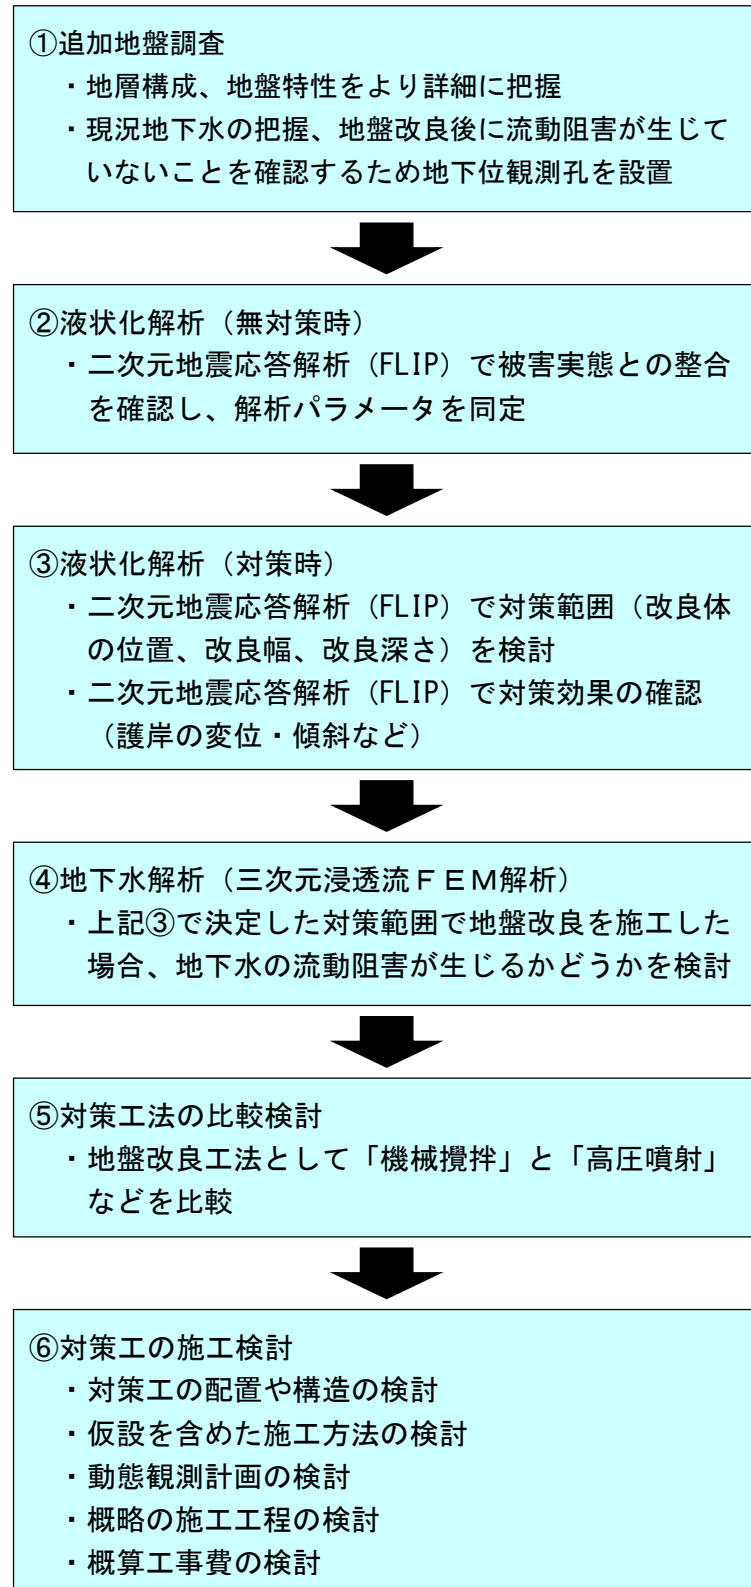 ①追加地盤調査
・地層構成、地盤特性をより詳細に把握
・現況地下水の把握、地盤改良後に流動阻害が生じて
いないことを確認するため地下位観測孔を設置
②液状化解析（無対策時）
・二次元地震応答解析（FLIP）で被害実態との整合
を確認し、解析パラメータを同定
③液状化解析（対策時）
・二次元地震応答解析（FLIP）で対策範囲（改良体
の位置、改良幅、改良深さ）を検討
・二次元地震応答解析（FLIP）で対策効果の確認
（護岸の変位・傾斜など）
④地下水解析（三次元浸透流ＦＥＭ解析）
・上記③で決定した対策範囲で地盤改良を施工した
場合、地下水の流動阻害が生じるかどうかを検討
⑤対策工法の比較検討
・地盤改良工法として「機械攪拌」と「高圧噴射」
などを比較
⑥対策工の施工検討
・対策工の配置や構造の検討
・仮設を含めた施工方法の検討
・動態観測計画の検討
・概略の施工工程の検討
・概算工事費の検討